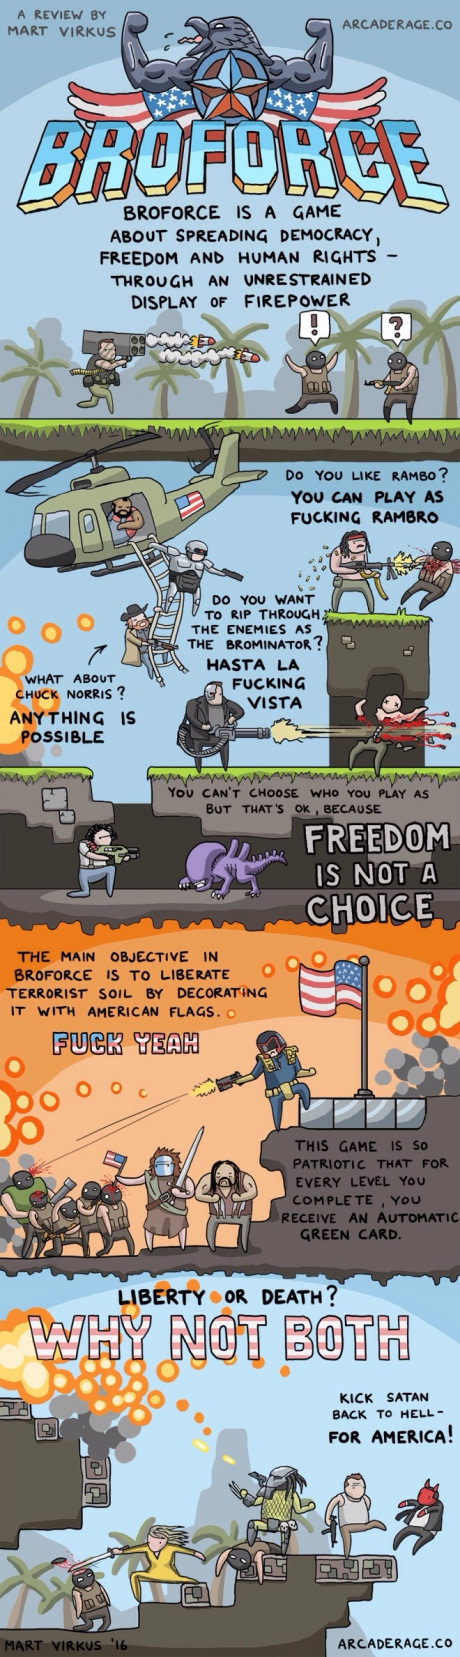 A REVIEW BY
MART VIRKUS
ARCADERAGE.CO
BROFORCE
BROFORCE IS A GAME
ABOUT SPREADING DEMOCRACY,
FREEDOM AND HUMAN RIGHTS -
THROUGH AN UNRESTRAINED
DISPLAY OF FIREPOWER
!
?
DO YOU LIKE RAMBO?
YOU CAN PLAY AS
FUCKING RAMBRO
DO YOU WANT
TO RIP THROUGH
THE ENEMIES AS
THE BROMINATOR?
HASTA LA
FUCKING
VISTA
WHAT ABOUT
CHUCK NORRIS?
ANYTHING IS
POSSIBLE
YOU CAN'T CHOOSE WHO YOU PLAY AS
BUT THAT'S OK, BECAUSE
FREEDOM
IS NOT A
CHOICE
THE MAIN OBJECTIVE IN
BROFORCE IS TO LIBERATE
TERRORIST SOIL BY DECORATING
IT WITH AMERICAN FLAGS.
FUCK YEAH
THIS GAME IS SO
PATRIOTIC THAT FOR
EVERY LEVEL YOU
COMPLETE, YOU
RECEIVE AN AUTOMATIC
GREEN CARD.
LIBERTY OR DEATH?
WHY NOT BOTH
KICK SATAN
BACK TO HELL-
FOR AMERICA!
MART VIRKUS '16
ARCADERAGE.CO